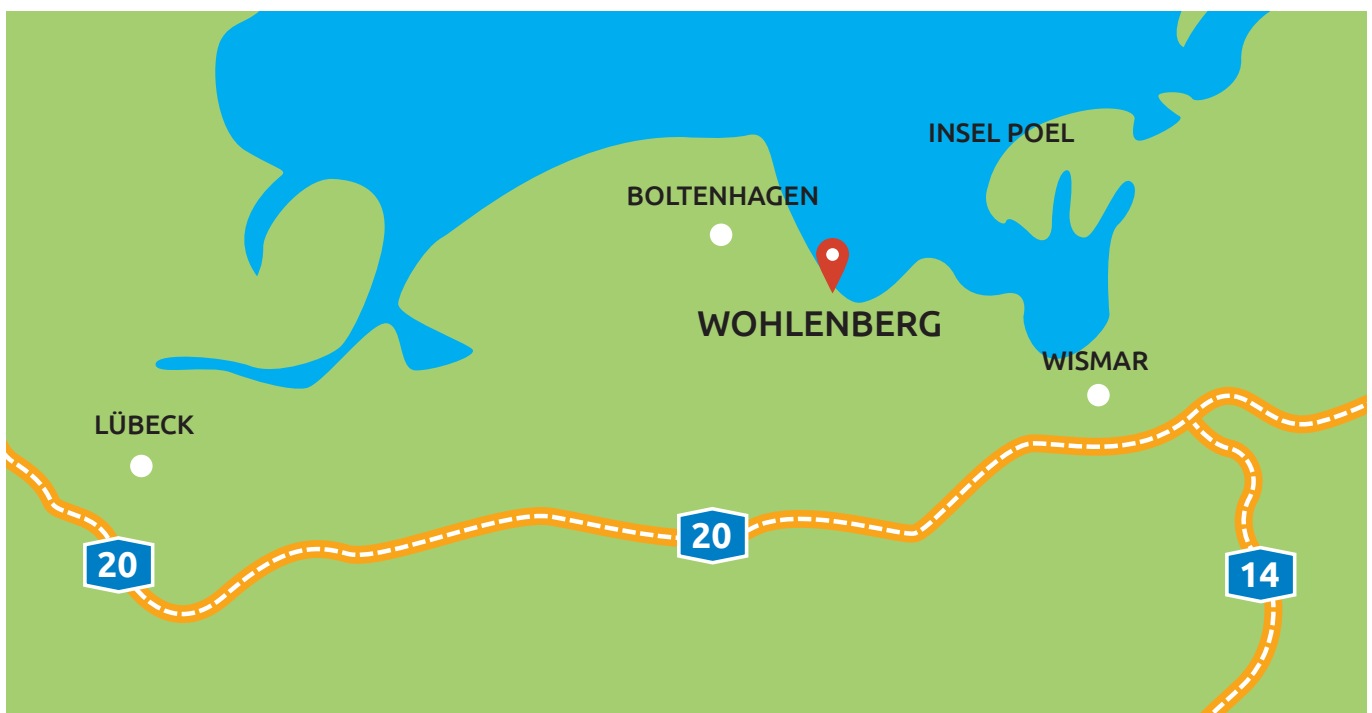 INSEL POEL
BOLTENHAGEN
WOHLENBERG
WISMAR
LÜBECK
20
20
14